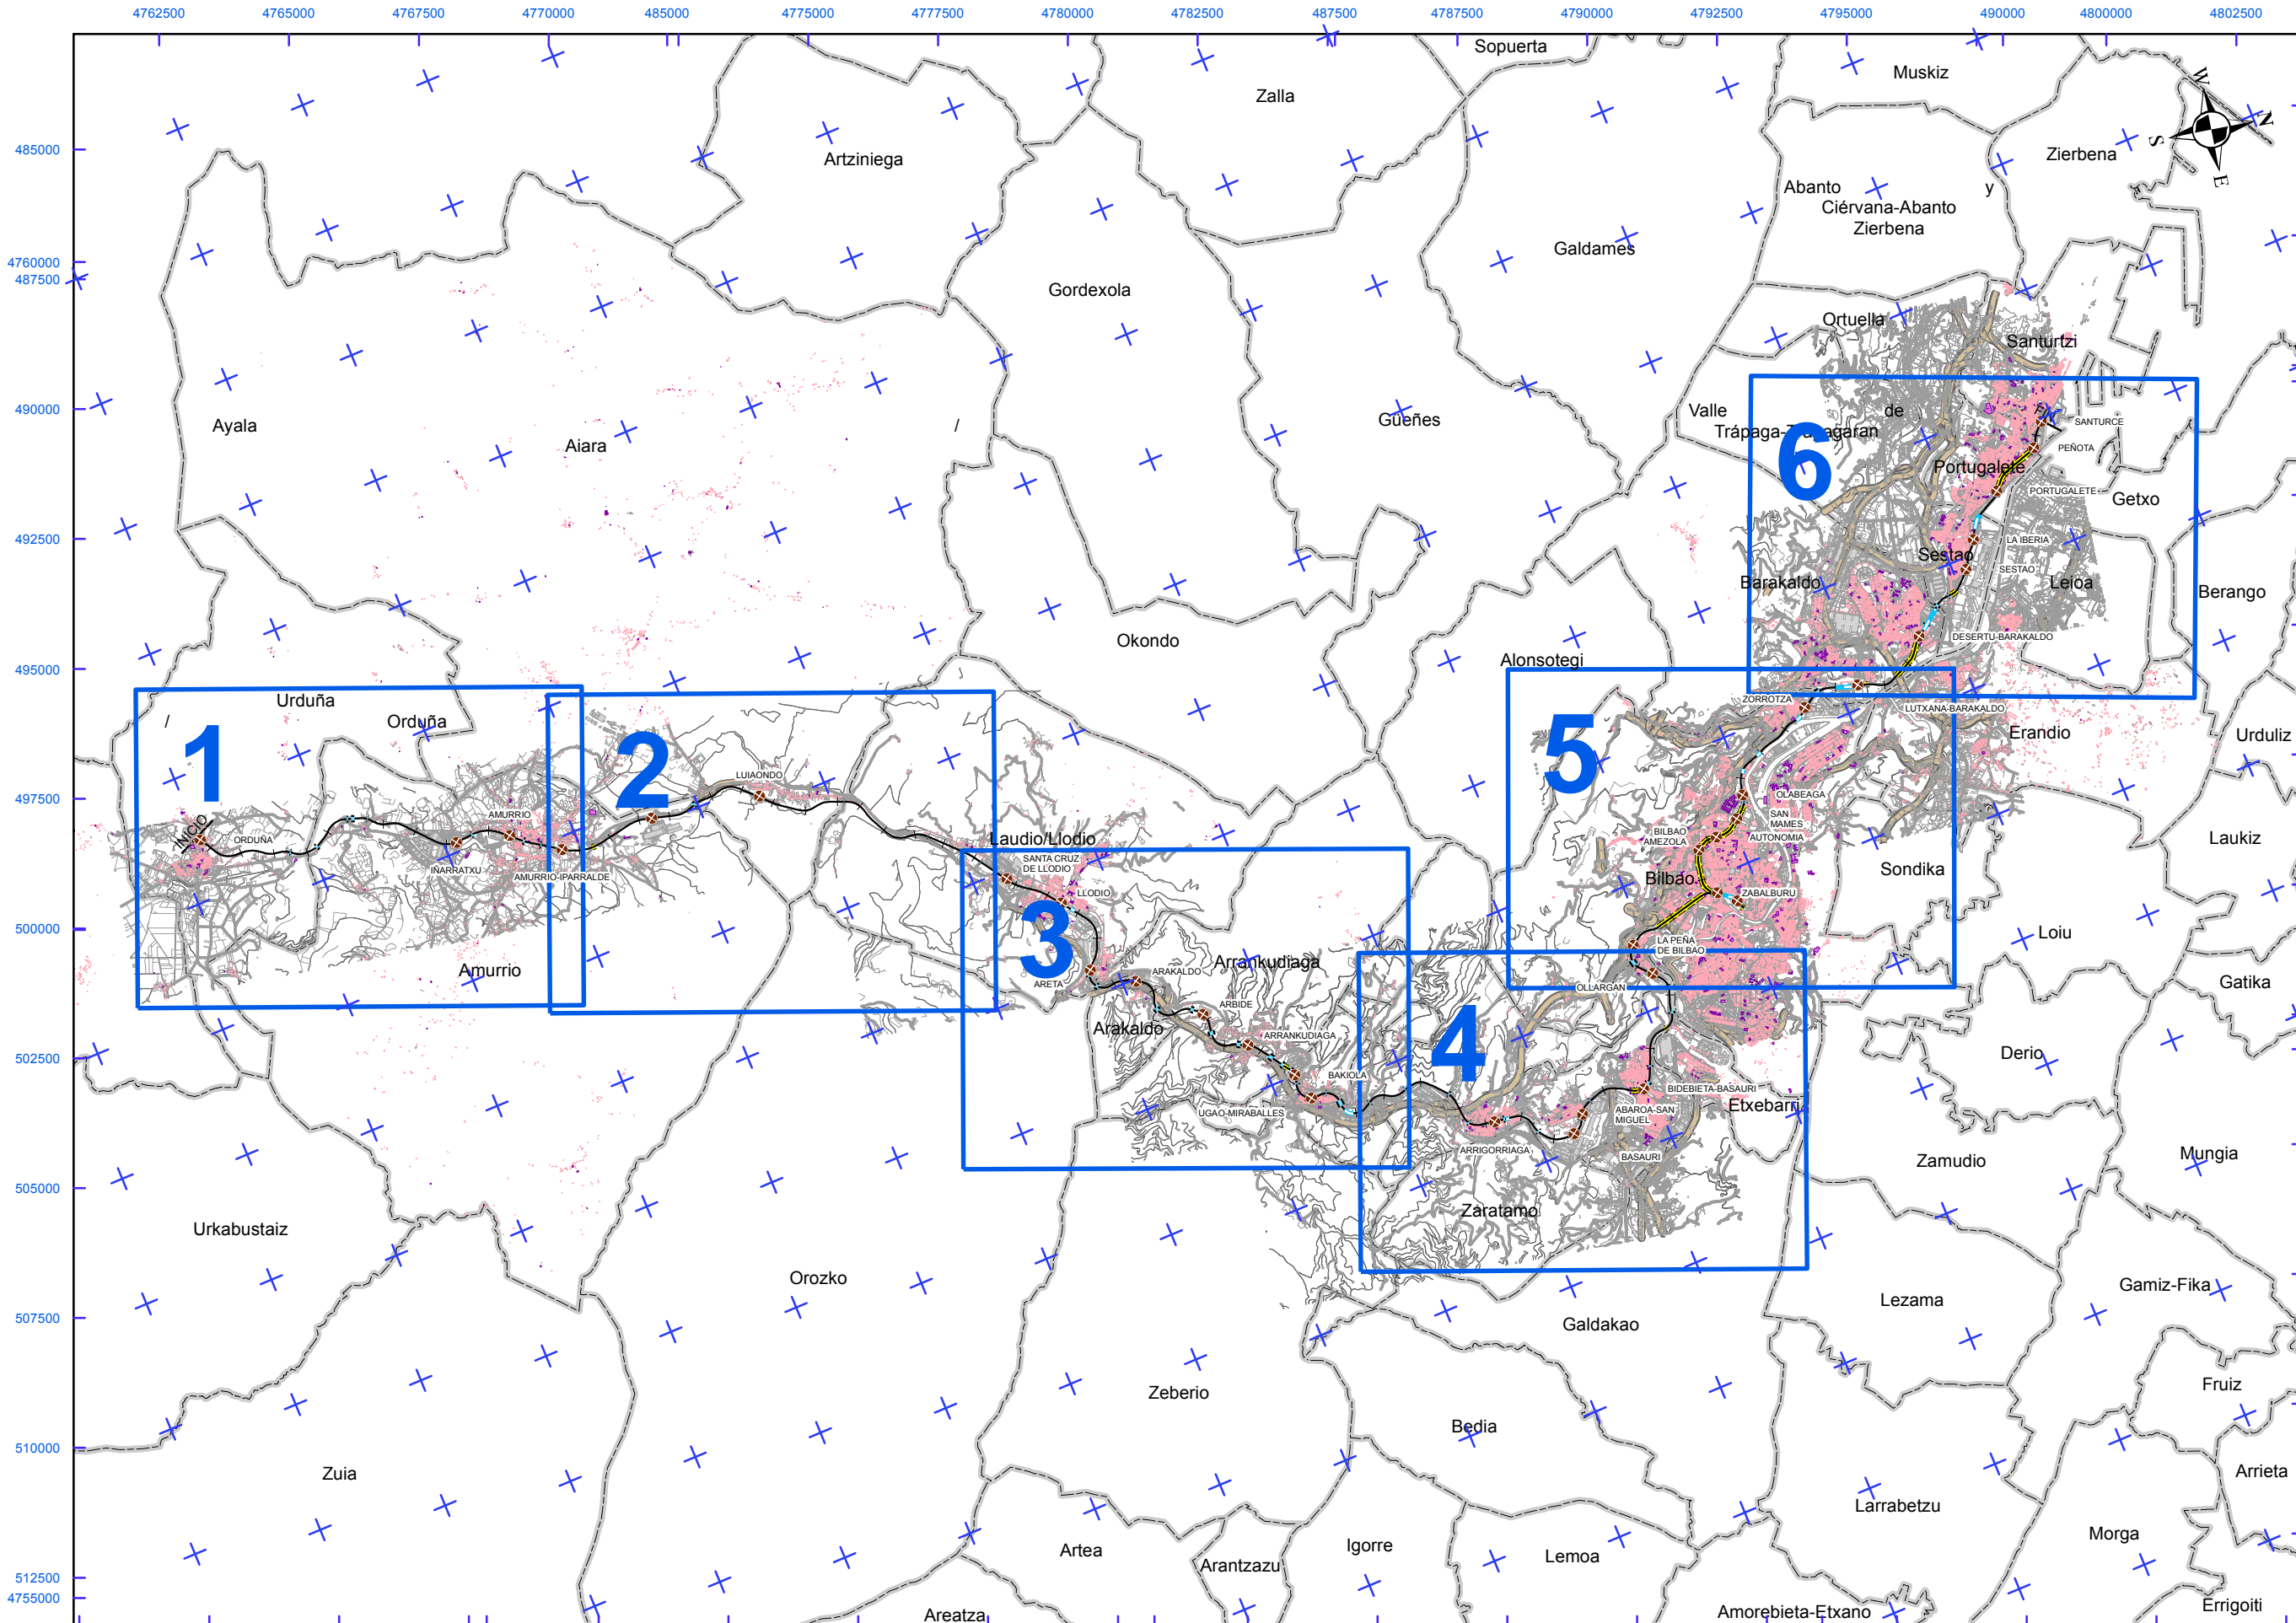 4762500 4765000 4767500 4770000 485000 4775000 4777500 4780000 4782500 487500 4787500 4790000 4792500 4795000 490000 4800000 4802500
Sopuerta
Muskiz
Zalla
W N S E
485000
Artziniega
Zierbena
Abanto y
Ciérvana-Abanto
Zierbena
Galdames
4760000
487500
Gordexola
Ortuella
Santurtzi
490000
Ayala /
Aiara
Güeñes
Valle de
Trápaga-Trapagaran
6
FIN
SANTURCE
PEÑOTA
Portugalete
PORTUGALETE
Getxo
492500
LA IBERIA
Sestao
SESTAO
Barakaldo
Leioa
Berango
DESERTU-BARAKALDO
Okondo
495000
Alonsotegi
Urduña
/ Orduña
ZORROTZA
LUTXANA-BARAKALDO
Erandio
Urduliz
1
2
5
LUIAONDO
497500
OLABEAGA
INICIO
ORDUÑA
AMURRIO
SAN
MAMES
BILBAO
AMEZOLA
AUTONOMIA
Laudio/Llodio
Laukiz
SANTA CRUZ
DE LLODIO
IÑARRATXU
AMURRIO-IPARRALDE
Sondika
Bilbao
LLODIO
ZABALBURU
3
500000
Loiu
LA PEÑA
DE BILBAO
Amurrio
ARETA
ARAKALDO
Arrankudiaga
OLLARGAN
Gatika
ARBIDE
Arakaldo
ARRANKUDIAGA
4
502500
Derio
BAKIOLA
BIDEBIETA-BASAURI
UGAO-MIRABALLES
ABAROA-SAN
MIGUEL
Etxebarri
ARRIGORRIAGA
BASAURI
Zamudio
Mungia
505000
Urkabustaiz
Zaratamo
Orozko
Gamiz-Fika
Lezama
507500
Galdakao
Zeberio
Fruiz
Bedia
510000
Zuia
Arrieta
Larrabetzu
Morga
Artea
Arantzazu
Igorre
Lemoa
512500
4755000
Areatza
Amorebieta-Etxano
Errigoiti